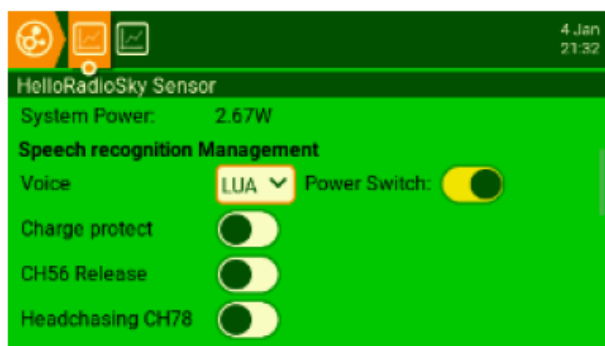 4 Jan
21:32
HelloRadioSky Sensor
System Power: 2.67W
Speech recognition Management
Voice LUA Power Switch:
Charge protect
CH56 Release
Headchasing CH78